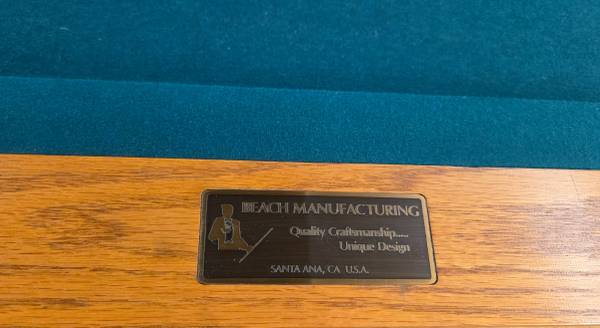 BEACH MANUFACTURING
Quality Craftsmanship.....
Unique Design
SANTA ANA, CA U.S.A.